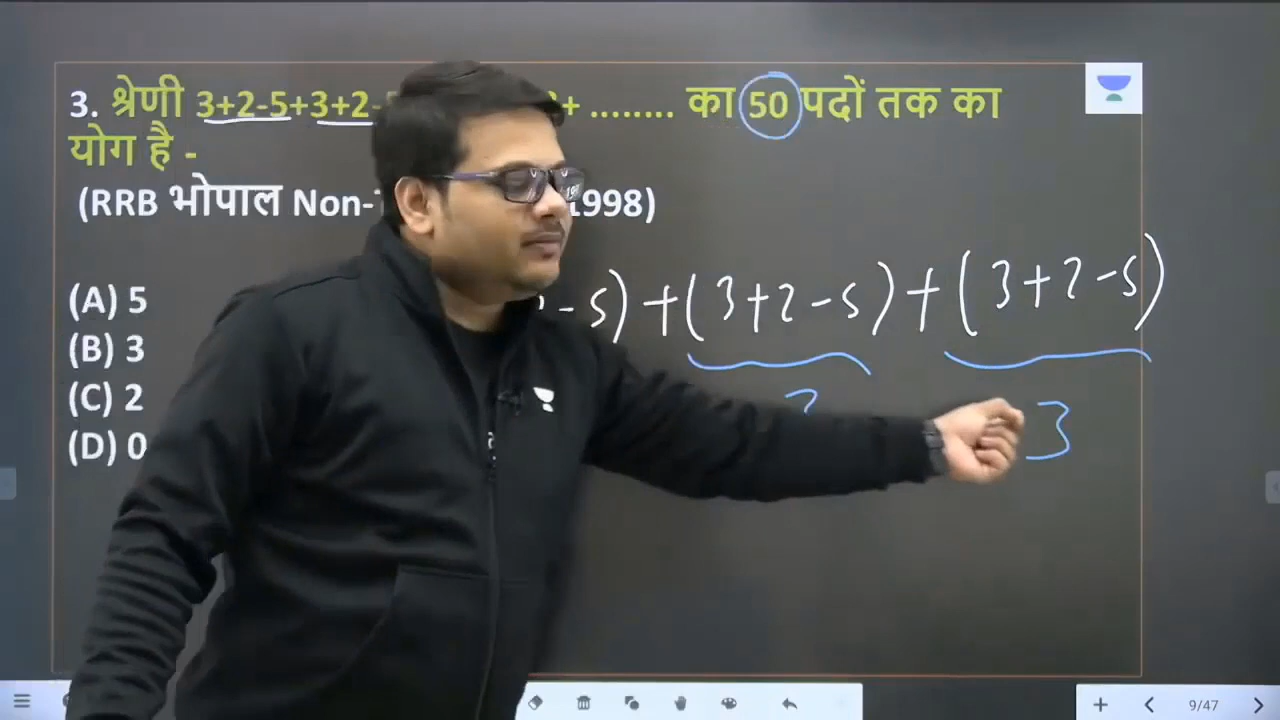 3. श्रेणी 3+2-5+3+2- + ........ का 50 पदों तक का
योग है -
(RRB भोपाल Non- 1998)
-5) + (3+2-5) + (3+2-5)
(A) 5
(B) 3
(C) 2
(D) 0
3
9/47